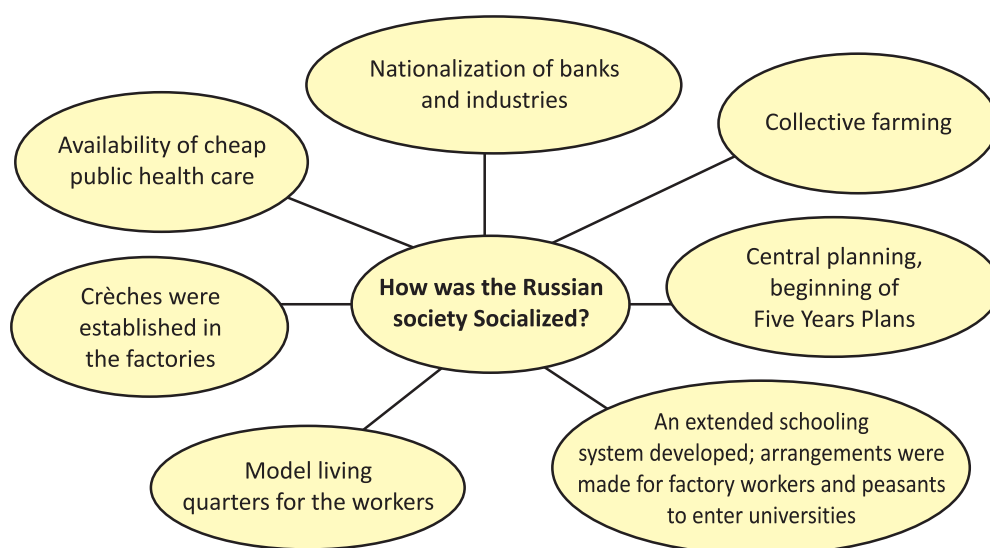 Nationalization of banks
and industries
Collective farming
Availability of cheap
public health care
How was the Russian
society Socialized?
Central planning,
beginning of
Five Years Plans
Crèches were
established in
the factories
An extended schooling
system developed; arrangements were
made for factory workers and peasants
to enter universities
Model living
quarters for the workers